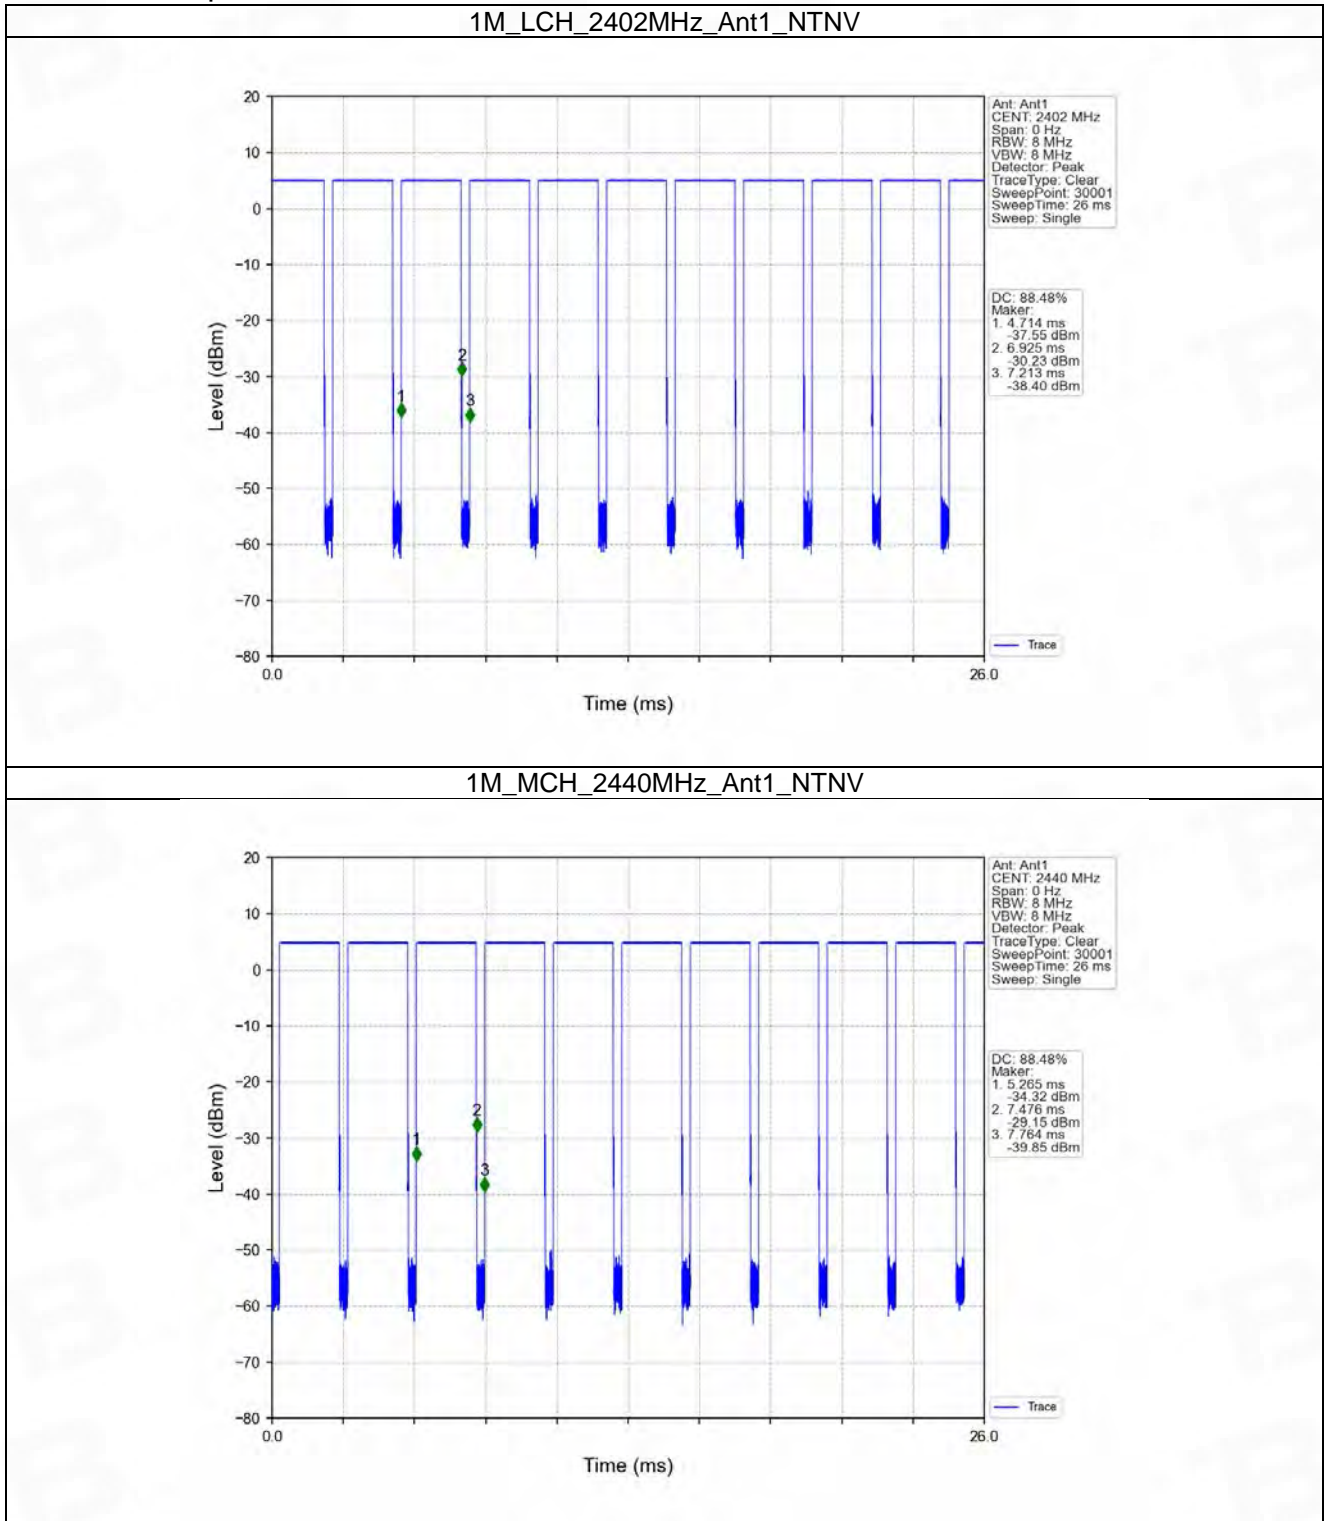 1M_LCH_2402MHz_Ant1_NTNV
20
10
0
−10
−20
−30
−40
−50
−60
−70
−80
Level (dBm)
1
2
3
0.0
26.0
Time (ms)
Ant: Ant1
CENT: 2402 MHz
Span: 0 Hz
RBW: 8 MHz
VBW: 8 MHz
Detector: Peak
TraceType: Clear
SweepPoint: 30001
SweepTime: 26 ms
Sweep: Single
DC: 88.48%
Maker:
1. 4.714 ms
-37.55 dBm
2. 6.925 ms
-30.23 dBm
3. 7.213 ms
-38.40 dBm
Trace
1M_MCH_2440MHz_Ant1_NTNV
20
10
0
−10
−20
−30
−40
−50
−60
−70
−80
Level (dBm)
1
2
3
0.0
26.0
Time (ms)
Ant: Ant1
CENT: 2440 MHz
Span: 0 Hz
RBW: 8 MHz
VBW: 8 MHz
Detector: Peak
TraceType: Clear
SweepPoint: 30001
SweepTime: 26 ms
Sweep: Single
DC: 88.48%
Maker:
1. 5.265 ms
-34.32 dBm
2. 7.476 ms
-29.15 dBm
3. 7.764 ms
-39.85 dBm
Trace